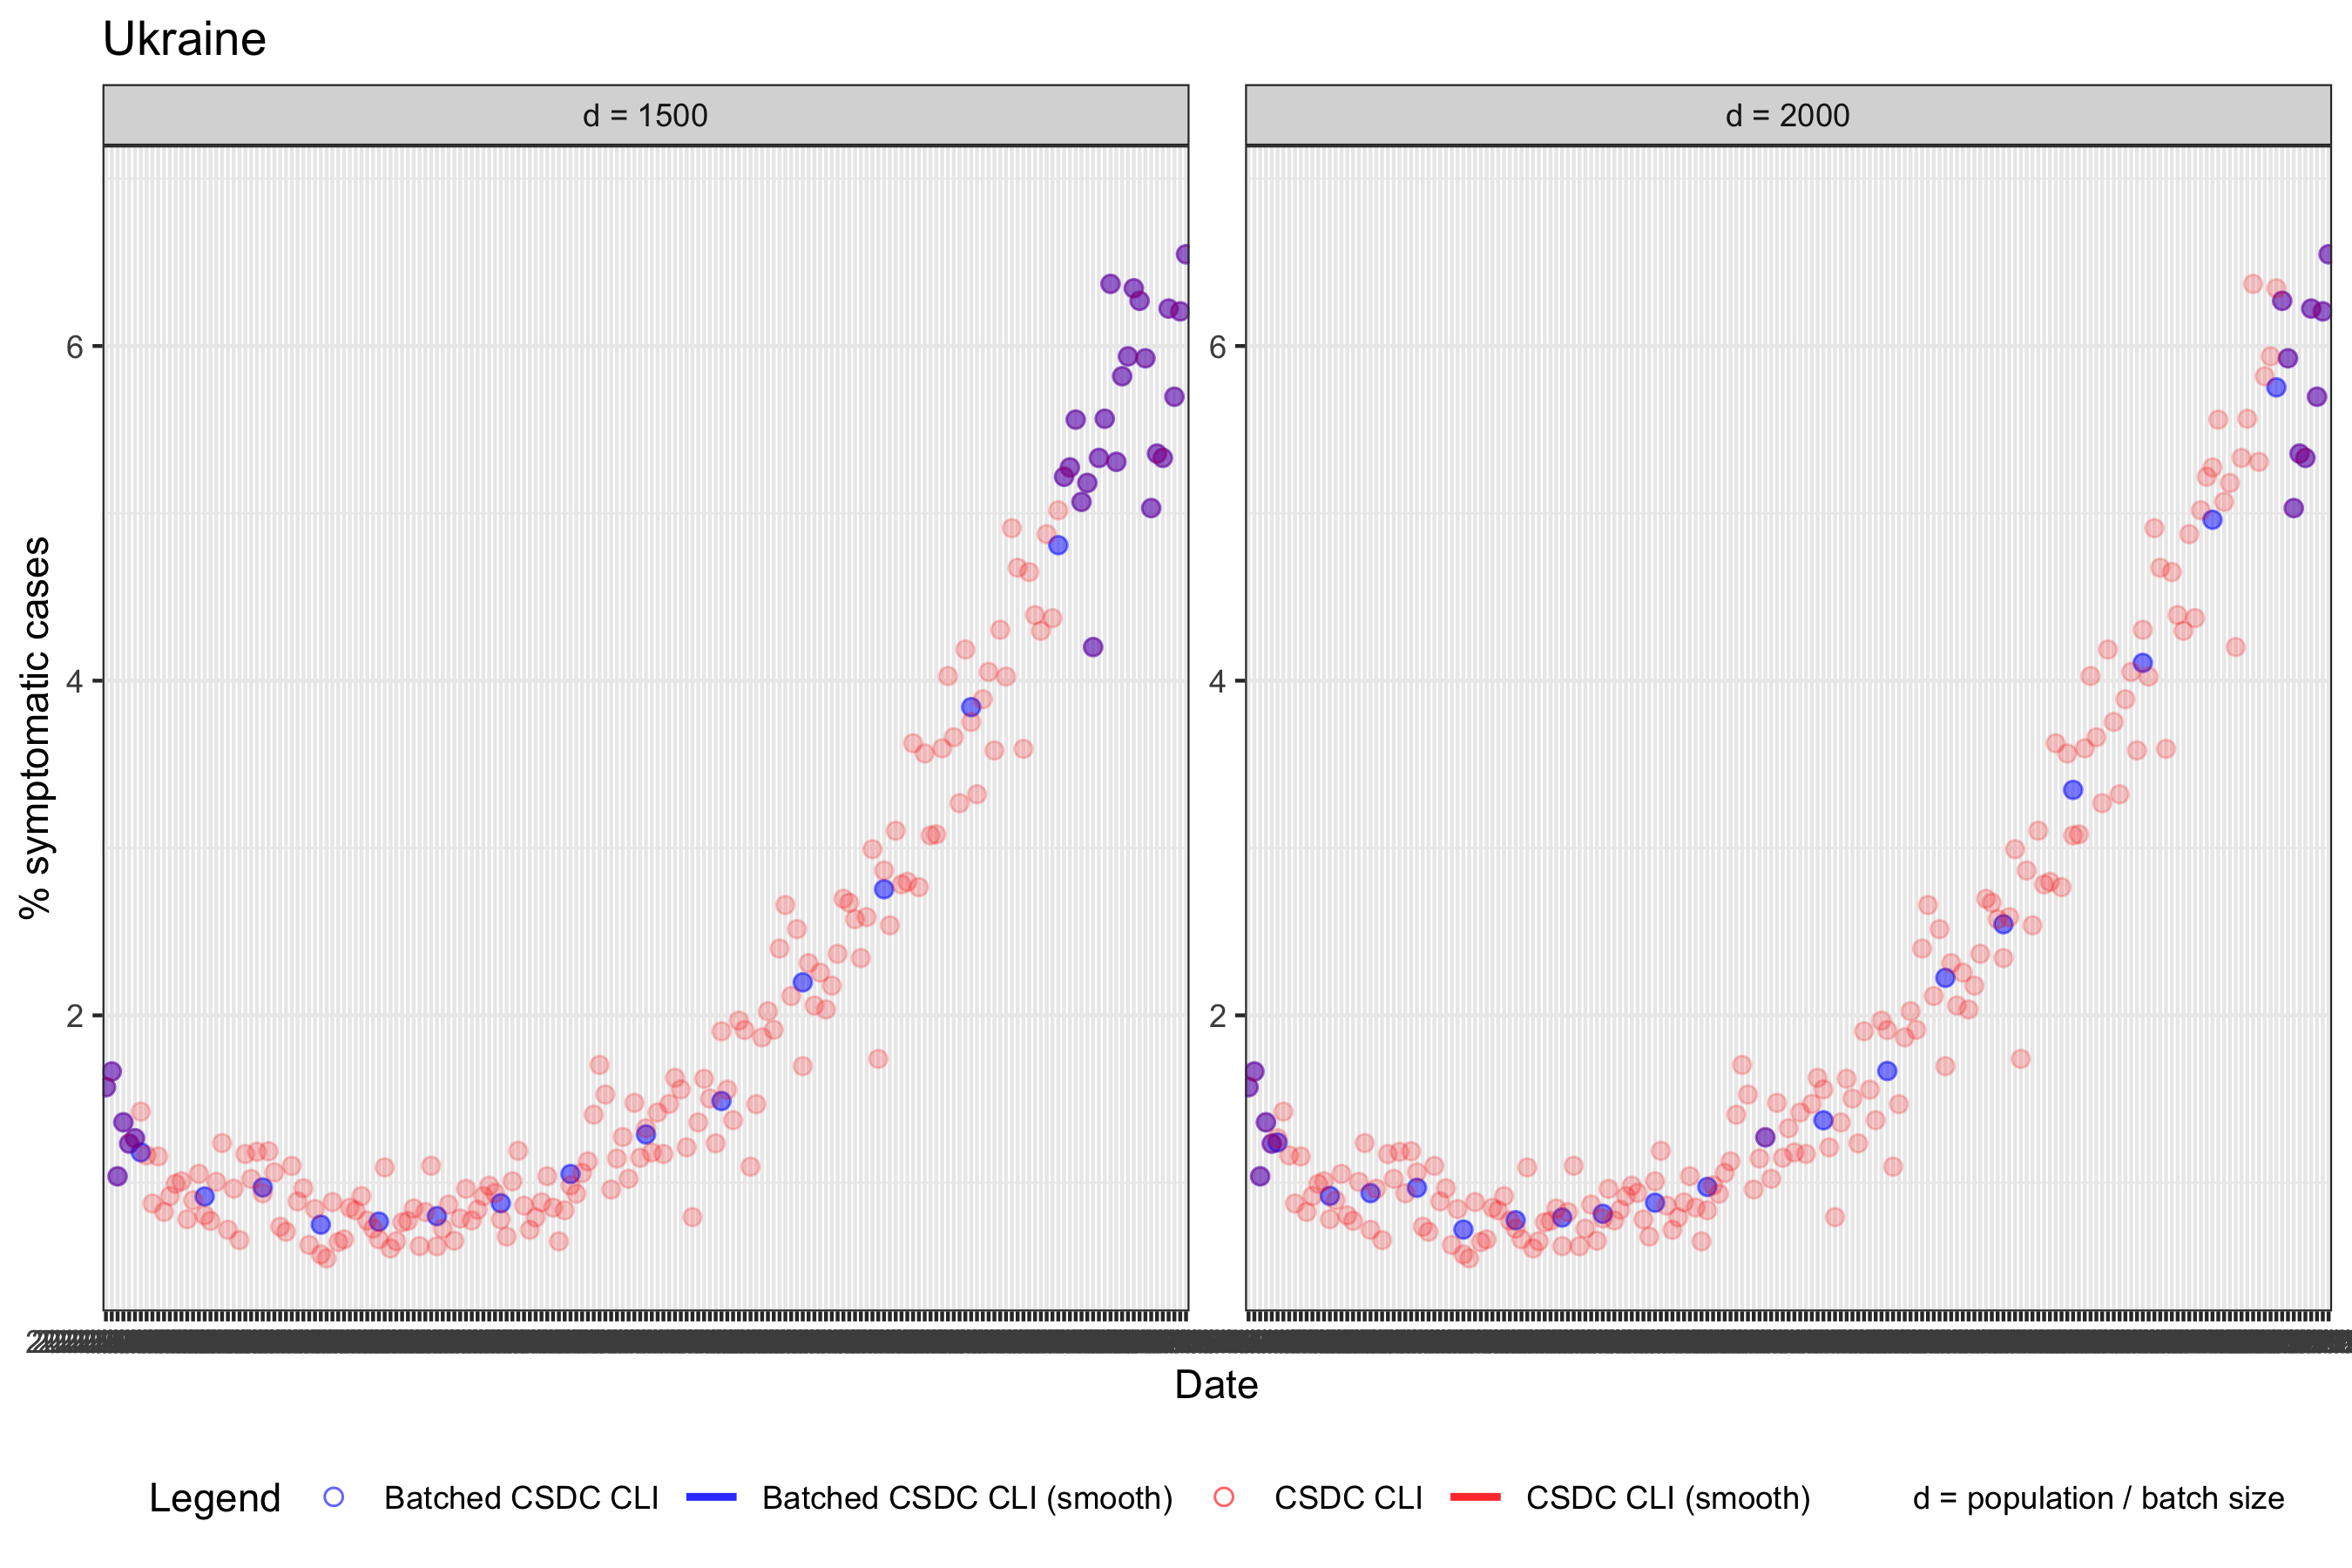 Ukraine
d = 1500
d = 2000
% symptomatic cases
6
4
2
6
4
2
Date
Legend
Batched CSDC CLI
Batched CSDC CLI (smooth)
CSDC CLI
CSDC CLI (smooth)
d = population / batch size